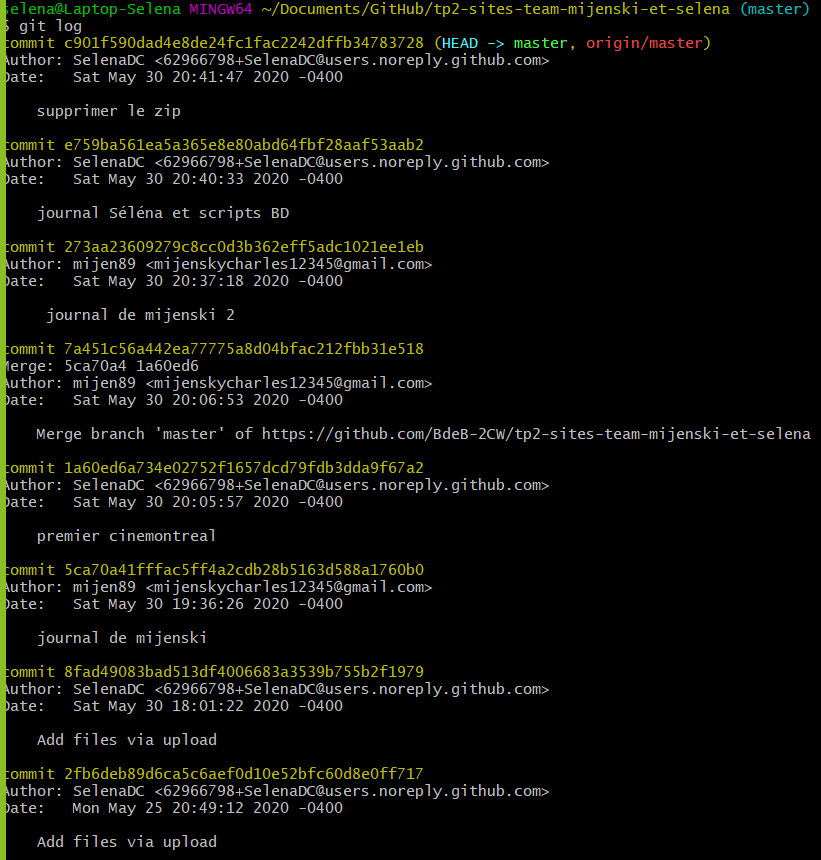 selena@Laptop-Selena MINGW64 ~/Documents/GitHub/tp2-sites-team-mijenski-et-selena (master)
$ git log
commit c901f590dad4e8de24fc1fac2242dffb34783728 (HEAD -> master, origin/master)
Author: SelenaDC <62966798+SelenaDC@users.noreply.github.com>
Date:   Sat May 30 20:41:47 2020 -0400

    supprimer le zip

commit e759ba561ea5a365e8e80abd64fbf28aaf53aab2
Author: SelenaDC <62966798+SelenaDC@users.noreply.github.com>
Date:   Sat May 30 20:40:33 2020 -0400

    journal Séléna et scripts BD

commit 273aa23609279c8cc0d3b362eff5adc1021ee1eb
Author: mijen89 <mijenskycharles12345@gmail.com>
Date:   Sat May 30 20:37:18 2020 -0400

     journal de mijenski 2

commit 7a451c56a442ea77775a8d04bfac212fbb31e518
Merge: 5ca70a4 1a60ed6
Author: mijen89 <mijenskycharles12345@gmail.com>
Date:   Sat May 30 20:06:53 2020 -0400

    Merge branch 'master' of https://github.com/BdeB-2CW/tp2-sites-team-mijenski-et-selena

commit 1a60ed6a734e02752f1657dcd79fdb3dda9f67a2
Author: SelenaDC <62966798+SelenaDC@users.noreply.github.com>
Date:   Sat May 30 20:05:57 2020 -0400

    premier cinemontreal

commit 5ca70a41fffac5ff4a2cdb28b5163d588a1760b0
Author: mijen89 <mijenskycharles12345@gmail.com>
Date:   Sat May 30 19:36:26 2020 -0400

    journal de mijenski

commit 8fad49083bad513df4006683a3539b755b2f1979
Author: SelenaDC <62966798+SelenaDC@users.noreply.github.com>
Date:   Sat May 30 18:01:22 2020 -0400

    Add files via upload

commit 2fb6deb89d6ca5c6aef0d10e52bfc60d8e0ff717
Author: SelenaDC <62966798+SelenaDC@users.noreply.github.com>
Date:   Mon May 25 20:49:12 2020 -0400

    Add files via upload